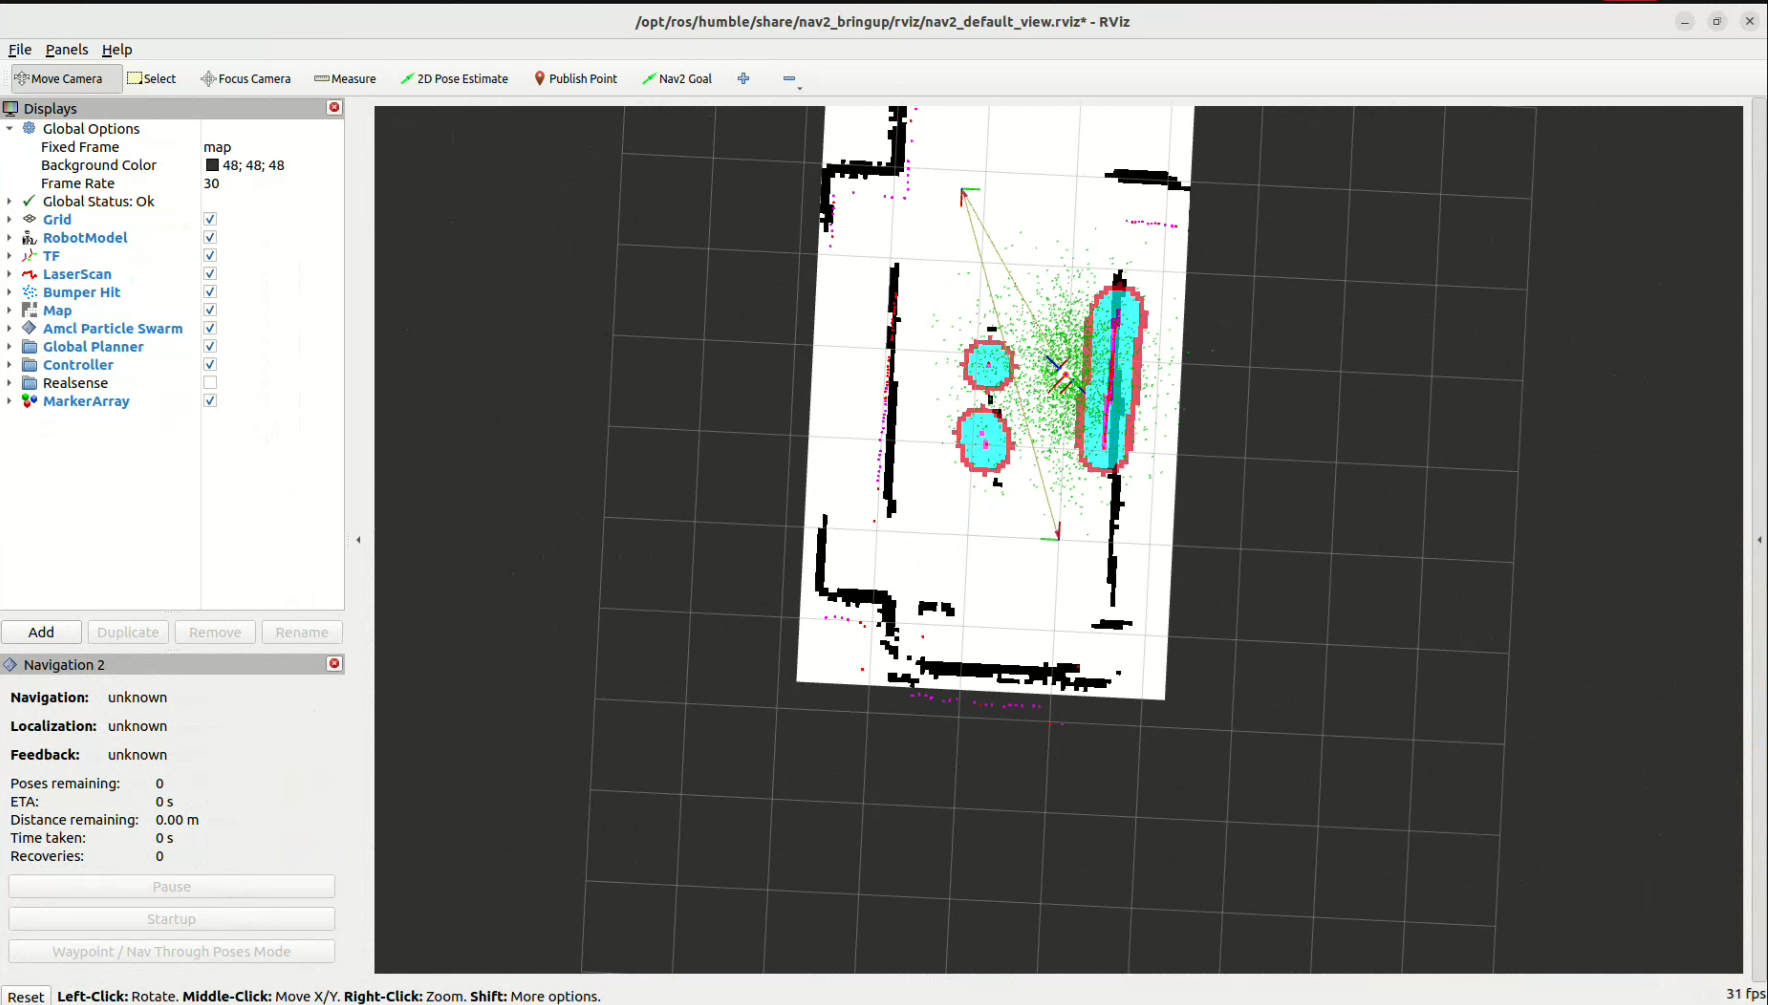 /opt/ros/humble/share/nav2_bringup/rviz/nav2_default_view.rviz* - RViz
File Panels Help
Move Camera Select Focus Camera Measure 2D Pose Estimate Publish Point Nav2 Goal
Displays
Global Options
Fixed Frame map
Background Color 48; 48; 48
Frame Rate 30
Global Status: Ok
Grid
RobotModel
TF
LaserScan
Bumper Hit
Map
Amcl Particle Swarm
Global Planner
Controller
Realsense
MarkerArray
Add Duplicate Remove Rename
Navigation 2
Navigation: unknown
Localization: unknown
Feedback: unknown
Poses remaining: 0
ETA: 0 s
Distance remaining: 0.00 m
Time taken: 0 s
Recoveries: 0
Pause
Startup
Waypoint / Nav Through Poses Mode
Reset Left-Click: Rotate. Middle-Click: Move X/Y. Right-Click: Zoom. Shift: More options. 31 fps